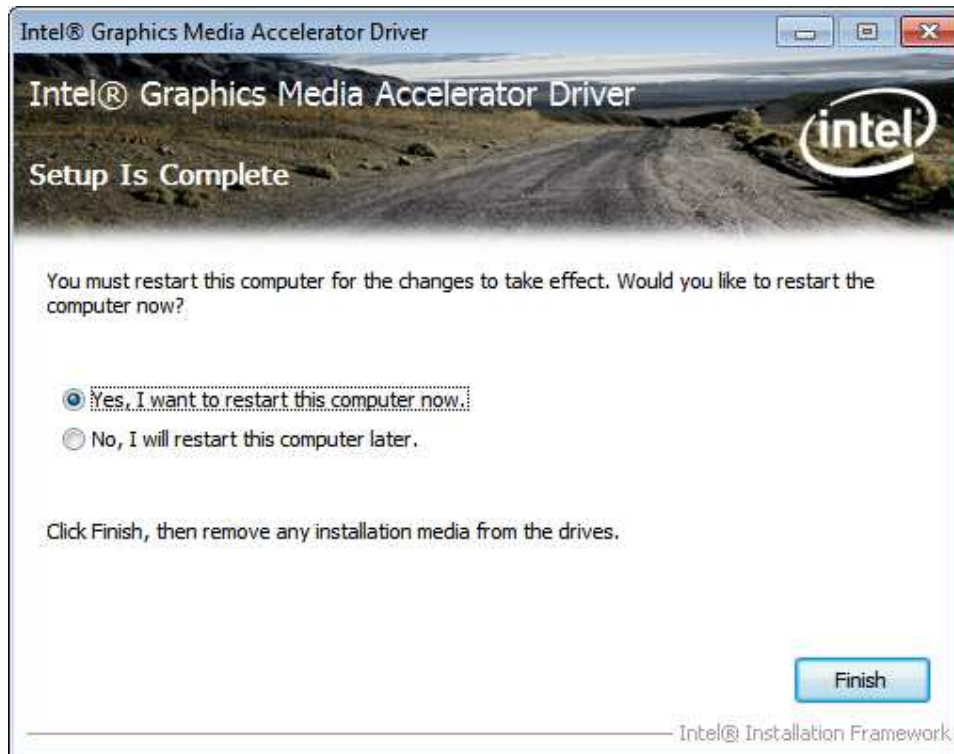 Intel® Graphics Media Accelerator Driver
Intel® Graphics Media Accelerator Driver
intel
Setup Is Complete
You must restart this computer for the changes to take effect. Would you like to restart the
computer now?
Yes, I want to restart this computer now.
No, I will restart this computer later.
Click Finish, then remove any installation media from the drives.
Finish
Intel® Installation Framework